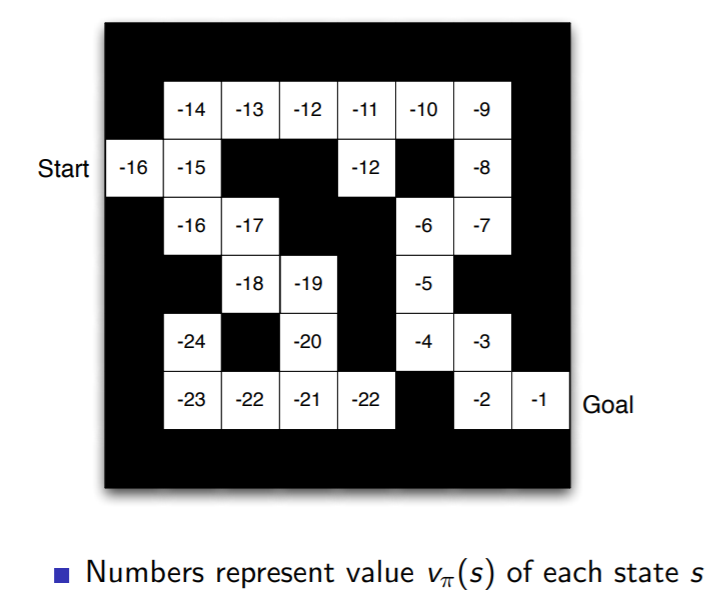 -14 -13 -12 -11 -10 -9
Start -16 -15 -12 -8
-16 -17 -6 -7
-18 -19 -5
-24 -20 -4 -3
-23 -22 -21 -22 -2 -1 Goal
Numbers represent value vπ(s) of each state s